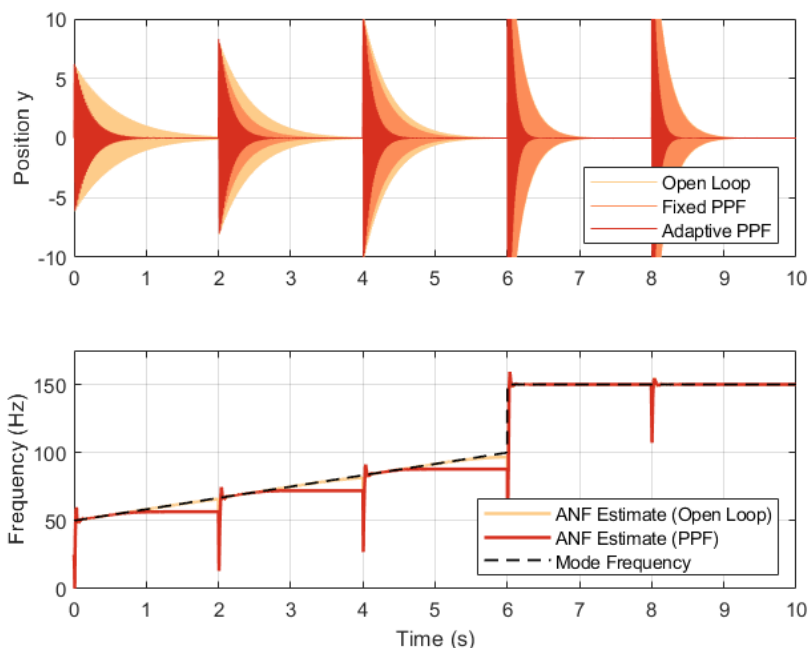 10
5
0
-5
-10
Position y
Open Loop
Fixed PPF
Adaptive PPF
0 1 2 3 4 5 6 7 8 9 10
150
100
50
0
Frequency (Hz)
ANF Estimate (Open Loop)
ANF Estimate (PPF)
Mode Frequency
0 1 2 3 4 5 6 7 8 9 10
Time (s)